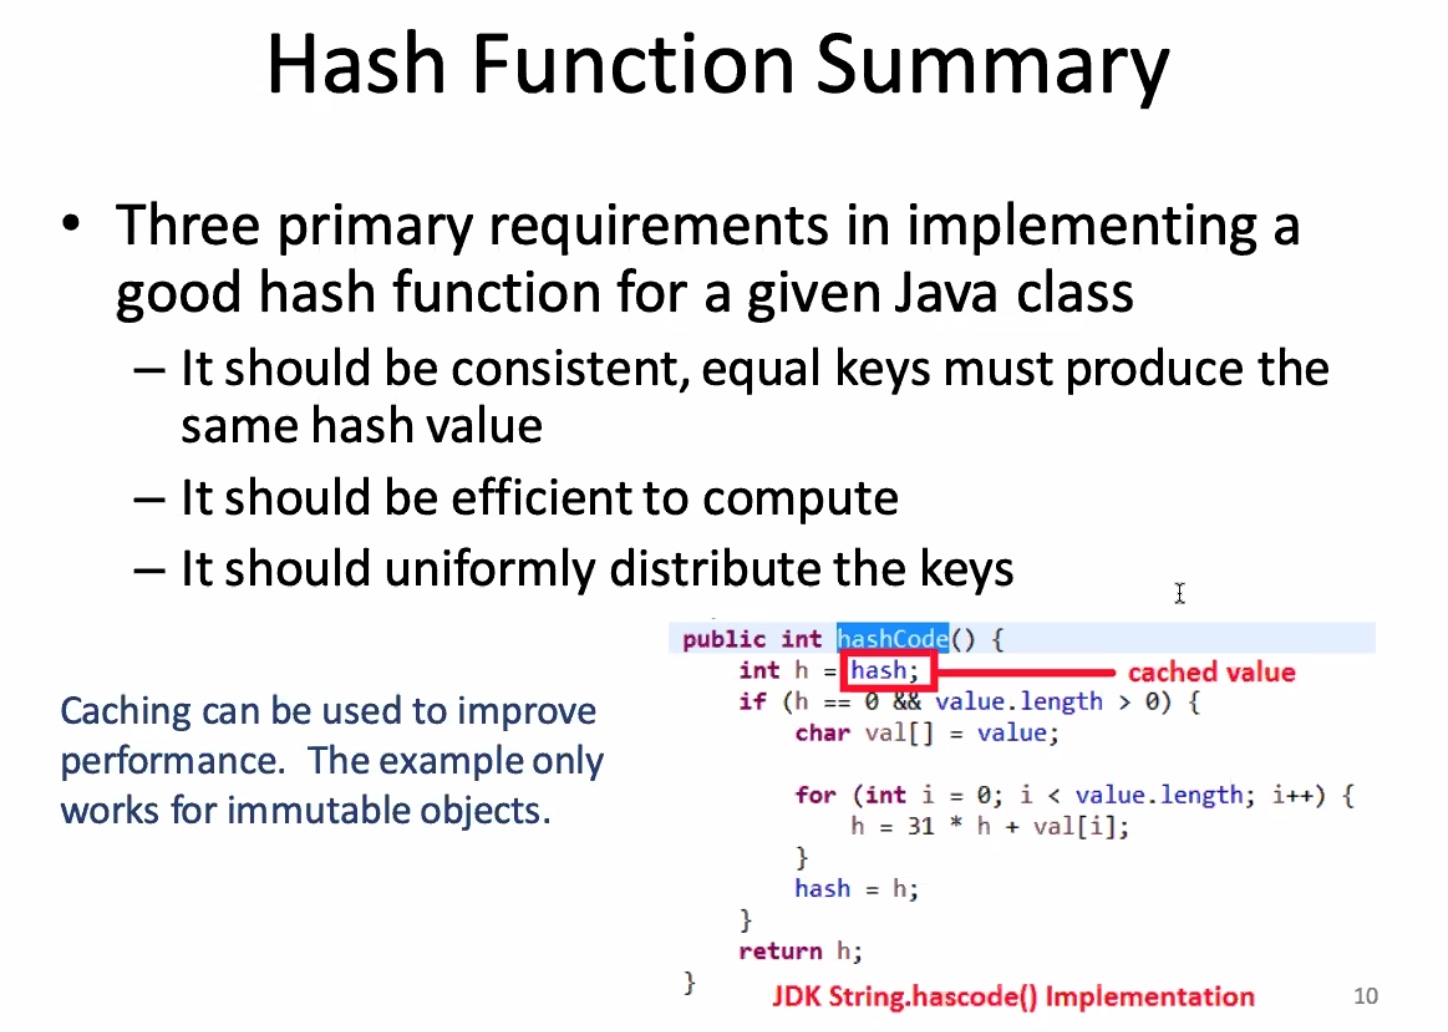 Hash Function Summary
• Three primary requirements in implementing a
good hash function for a given Java class
– It should be consistent, equal keys must produce the
same hash value
– It should be efficient to compute
– It should uniformly distribute the keys
Caching can be used to improve
performance. The example only
works for immutable objects.
public int hashCode() {
int h = hash; cached value
if (h == 0 && value.length > 0) {
char val[] = value;
for (int i = 0; i < value.length; i++) {
h = 31 * h + val[i];
}
hash = h;
}
return h;
}
JDK String.hascode() Implementation
10